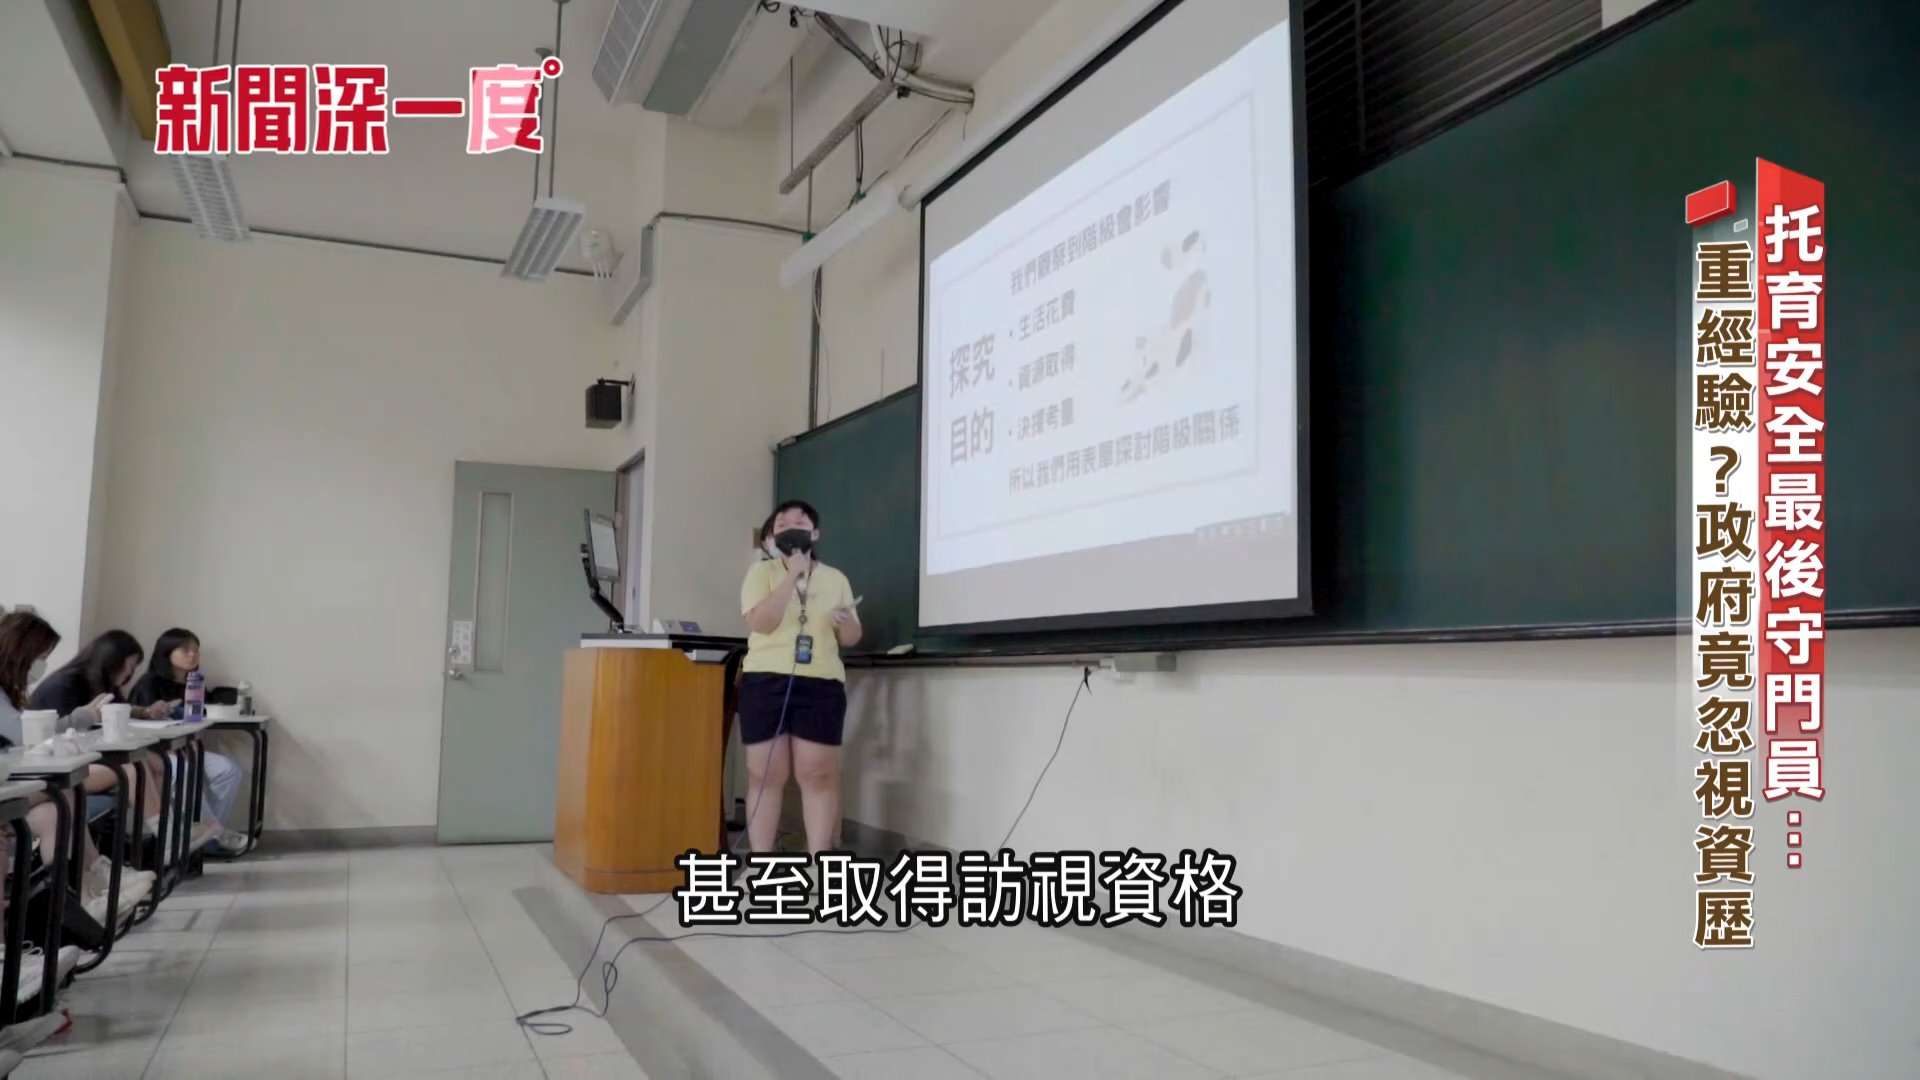 新聞深一度
托育安全最後守門員…
重經驗？政府竟忽視資歷
探究
目的
我們觀察到階級會影響
・生活花費
・資源取得
・決擇考量
所以我們用表單探討階級關係
甚至取得訪視資格